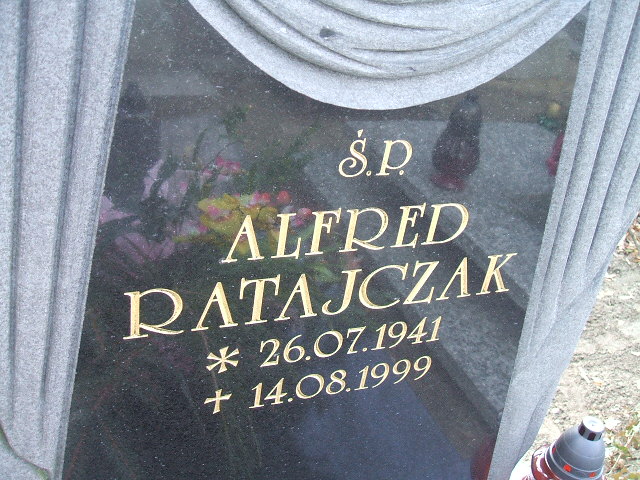 Ś.P.
ALFRED
RATAJCZAK
* 26.07.1941
+ 14.08.1999